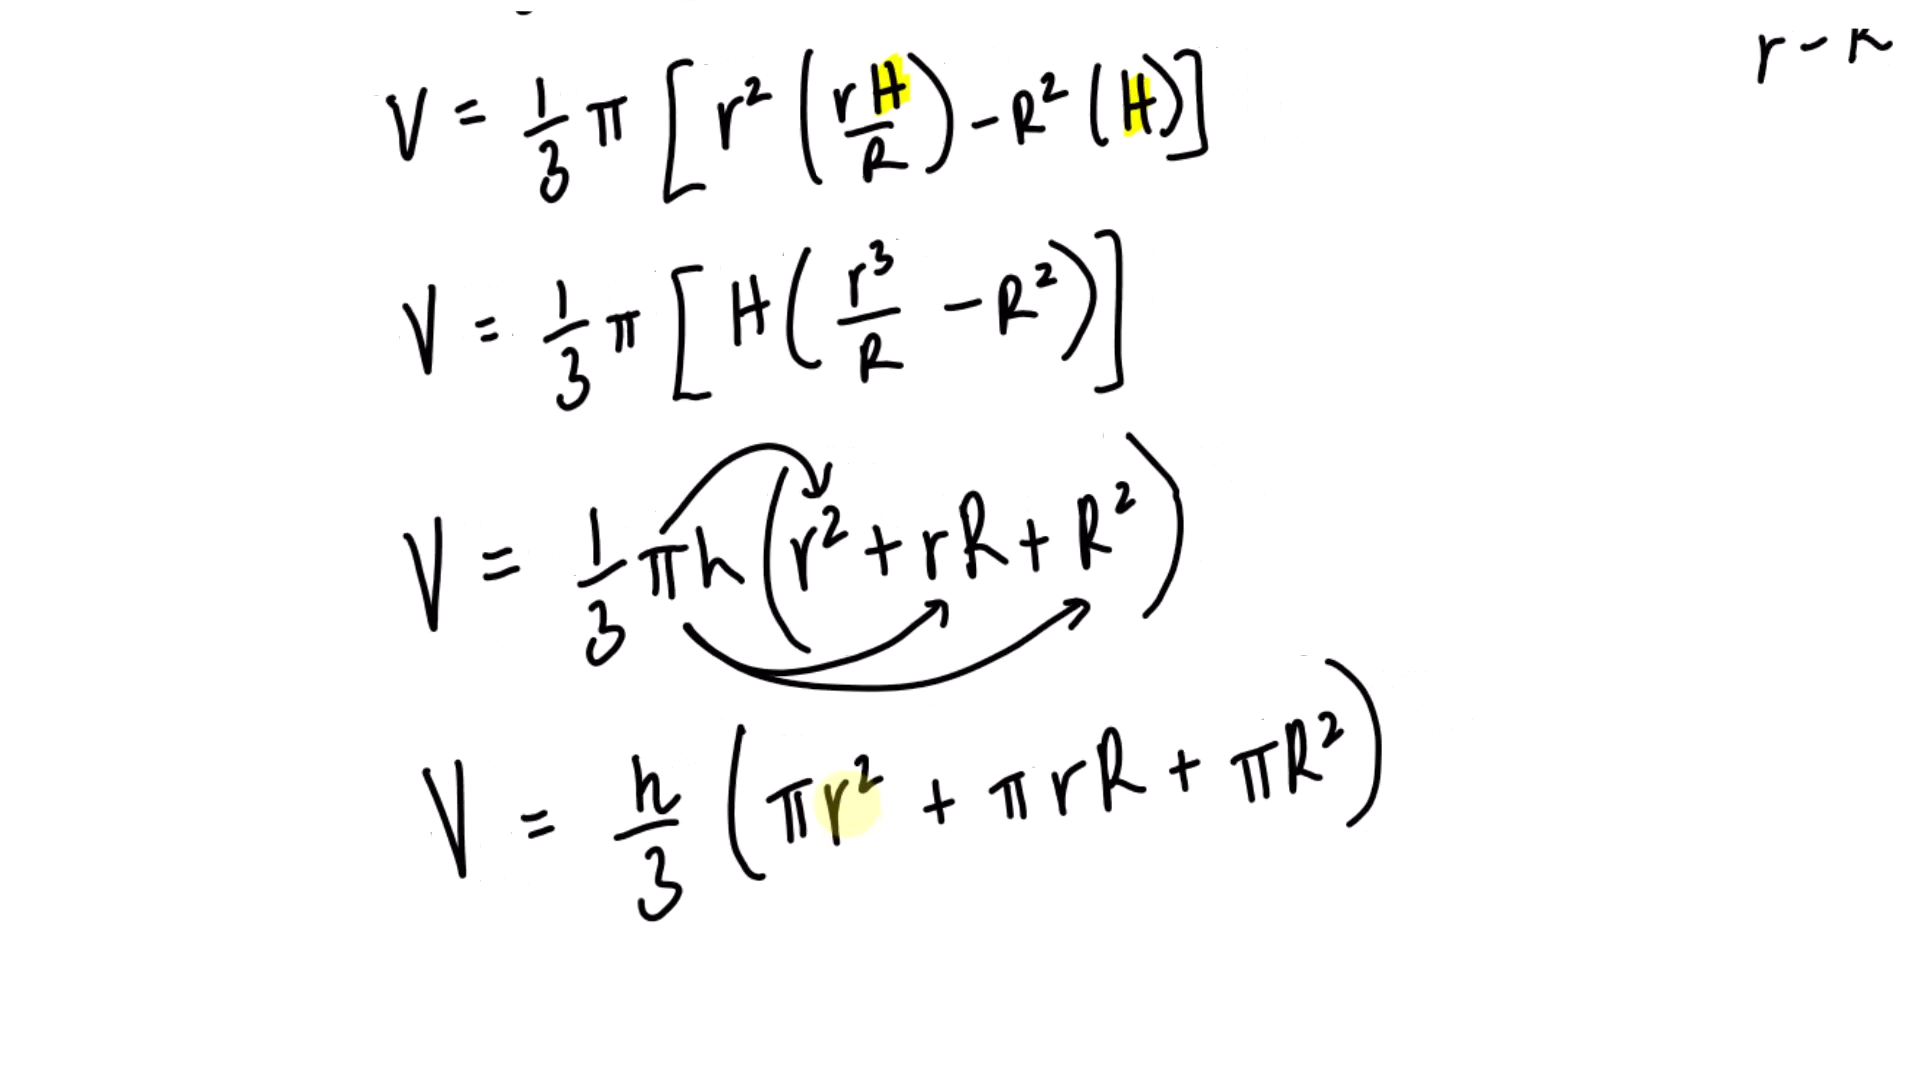 r - R
V = 1/3 π [ r² ( rH/R ) - R² (H) ]
V = 1/3 π [ H ( r³/R - R² ) ]
V = 1/3 πh ( r² + rR + R² )
V = h/3 ( πr² + πrR + πR² )